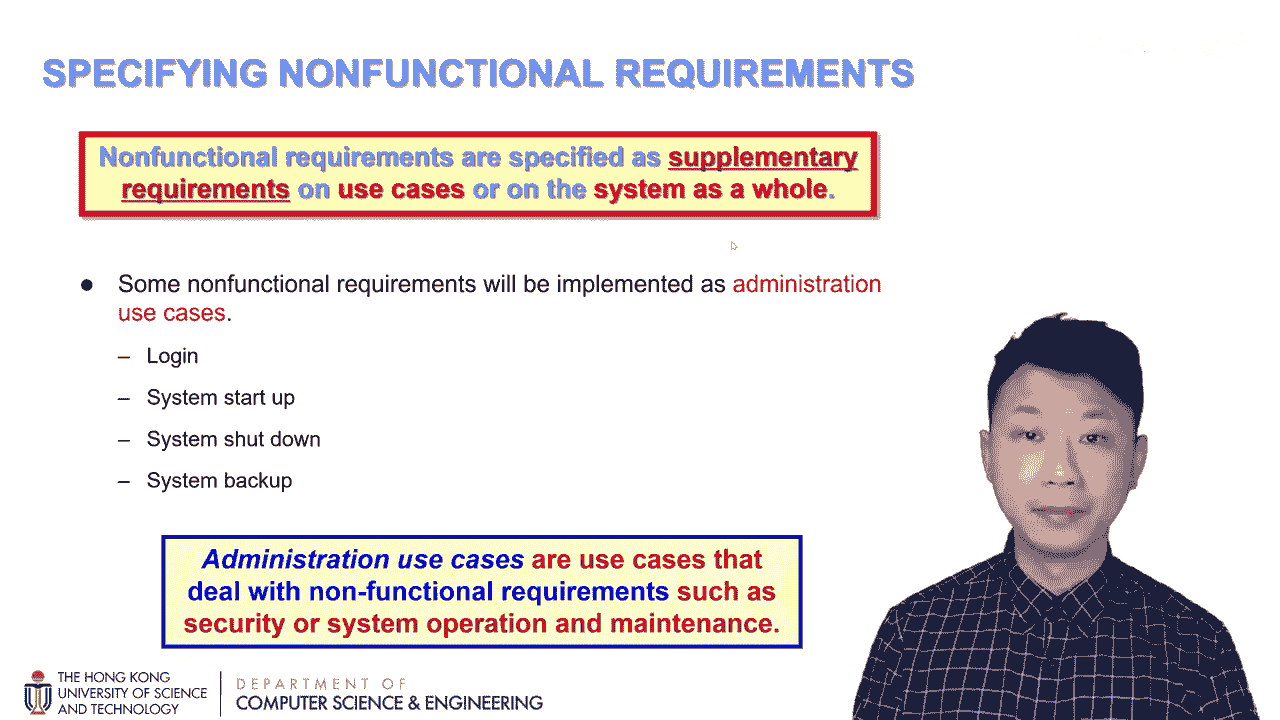 SPECIFYING NONFUNCTIONAL REQUIREMENTS
Nonfunctional requirements are specified as supplementary
requirements on use cases or on the system as a whole.
● Some nonfunctional requirements will be implemented as administration
use cases.
– Login
– System start up
– System shut down
– System backup
Administration use cases are use cases that
deal with non-functional requirements such as
security or system operation and maintenance.
THE HONG KONG
UNIVERSITY OF SCIENCE
AND TECHNOLOGY
DEPARTMENT OF
COMPUTER SCIENCE & ENGINEERING